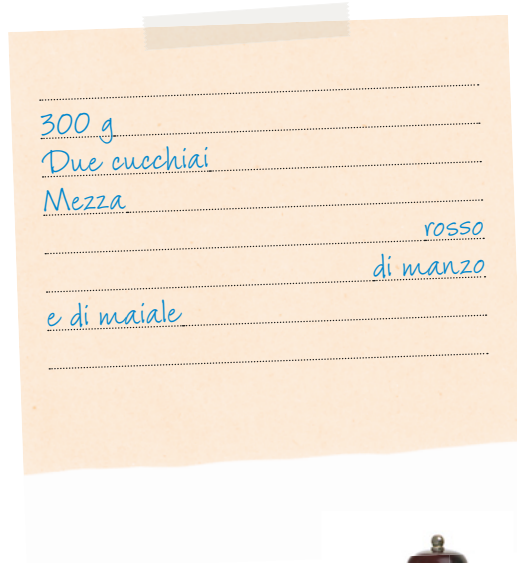 300 g
Due cucchiai
Mezza
rosso
di manzo
e di maiale